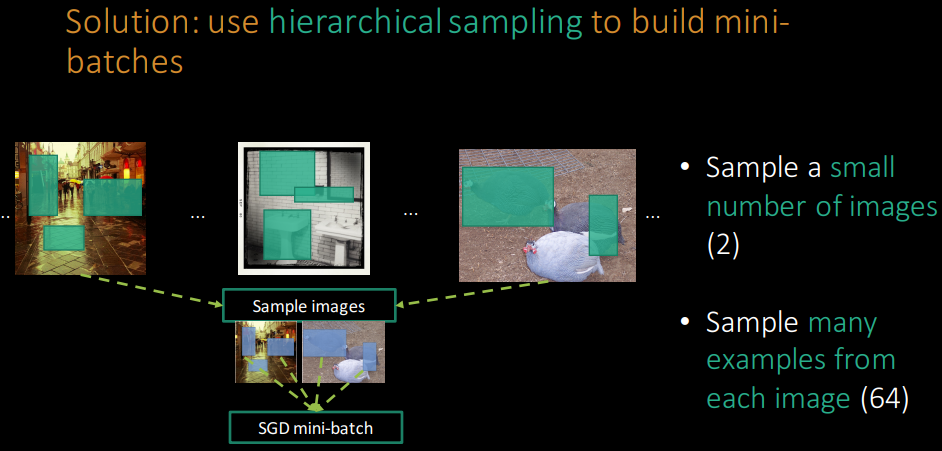 Solution: use hierarchical sampling to build mini-
batches
• Sample a small
number of images
(2)
.. ... ... ...
Sample images
• Sample many
examples from
each image (64)
SGD mini-batch